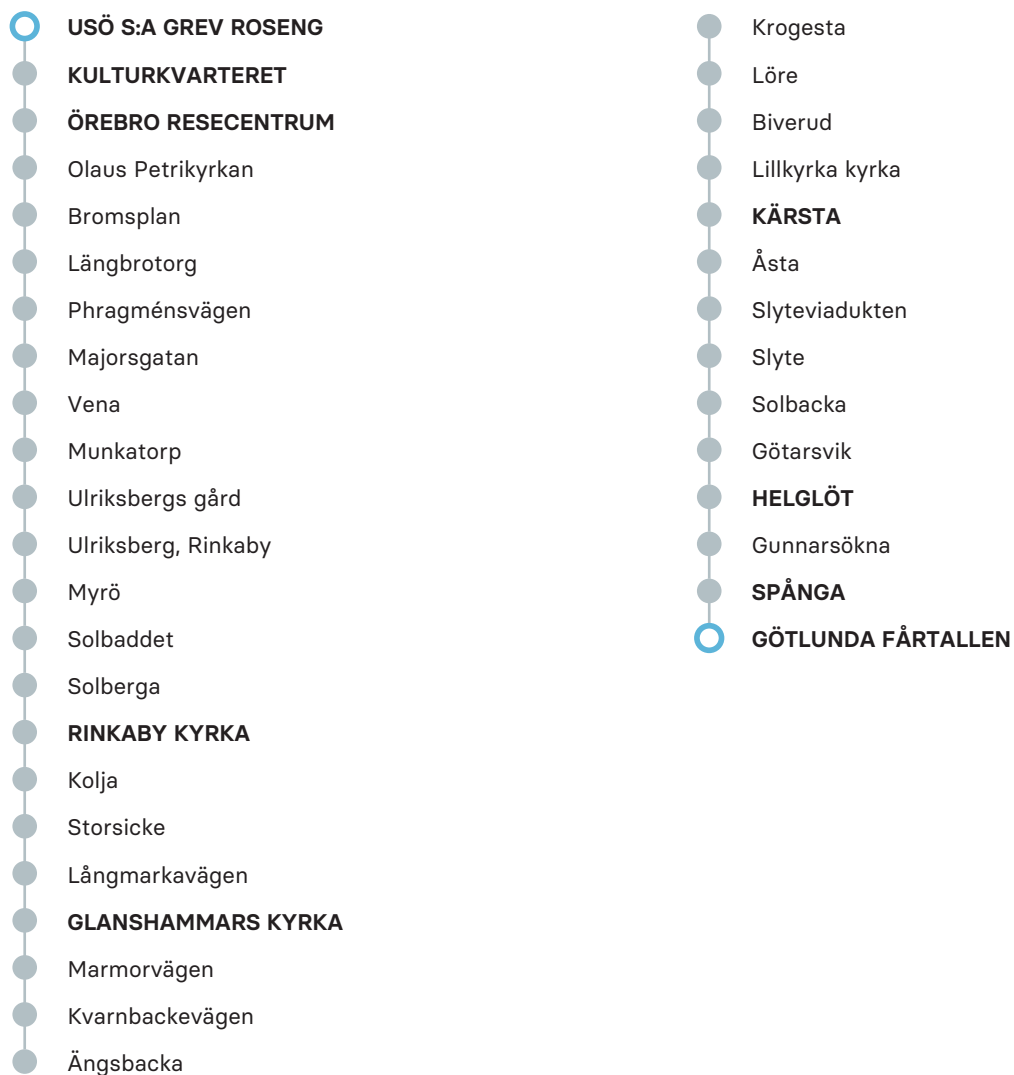 USÖ S:A GREV ROSENG
KULTURKVARTERET
ÖREBRO RESECENTRUM
Olaus Petrikyrkan
Bromsplan
Längbrotorg
Phragménsvägen
Majorsgatan
Vena
Munkatorp
Ulriksbergs gård
Ulriksberg, Rinkaby
Myrö
Solbaddet
Solberga
RINKABY KYRKA
Kolja
Storsicke
Långmarkavägen
GLANSHAMMARS KYRKA
Marmorvägen
Kvarnbackevägen
Ängsbacka
Krogesta
Löre
Biverud
Lillkyrka kyrka
KÄRSTA
Åsta
Slyteviadukten
Slyte
Solbacka
Götarsvik
HELGLÖT
Gunnarsökna
SPÅNGA
GÖTLUNDA FÅRTALLEN